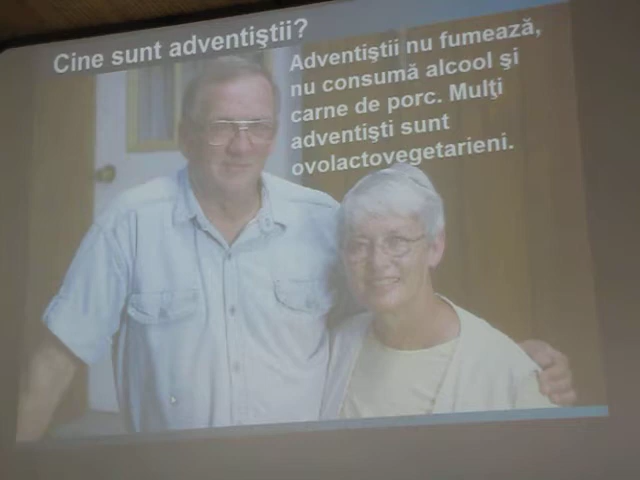 Cine sunt adventiştii?
Adventiştii nu fumează,
nu consumă alcool şi
carne de porc. Mulţi
adventişti sunt
ovolactovegetarieni.